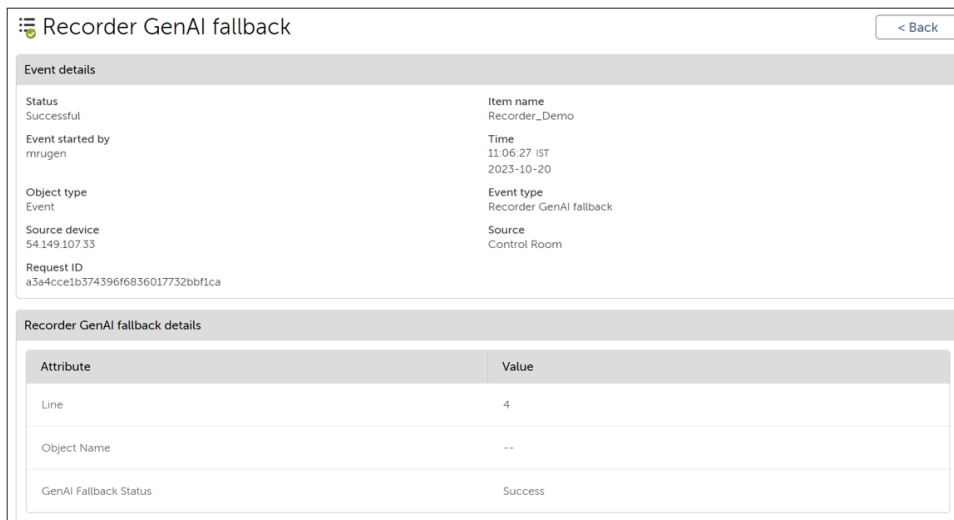 Recorder GenAI fallback
< Back
Event details
Status
Successful
Item name
Recorder_Demo
Event started by
mrugen
Time
11:06:27 IST
2023-10-20
Object type
Event
Event type
Recorder GenAI fallback
Source device
54.149.107.33
Source
Control Room
Request ID
a3a4cce1b374396f6836017732bbf1ca
Recorder GenAI fallback details
Attribute Value
Line 4
Object Name --
GenAI Fallback Status Success